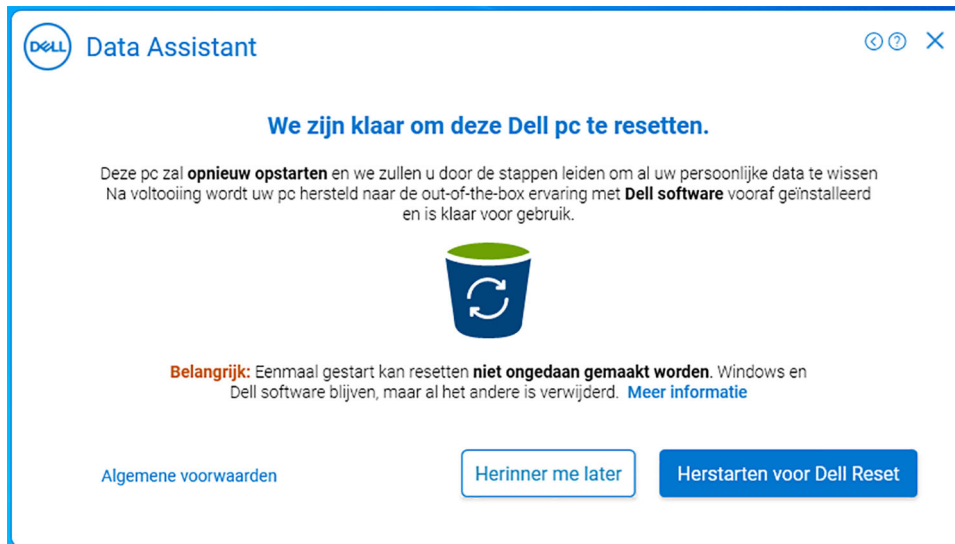 DELL Data Assistant
We zijn klaar om deze Dell pc te resetten.
Deze pc zal opnieuw opstarten en we zullen u door de stappen leiden om al uw persoonlijke data te wissen
Na voltooiing wordt uw pc hersteld naar de out-of-the-box ervaring met Dell software vooraf geïnstalleerd
en is klaar voor gebruik.
Belangrijk: Eenmaal gestart kan resetten niet ongedaan gemaakt worden. Windows en
Dell software blijven, maar al het andere is verwijderd. Meer informatie
Algemene voorwaarden
Herinner me later
Herstarten voor Dell Reset